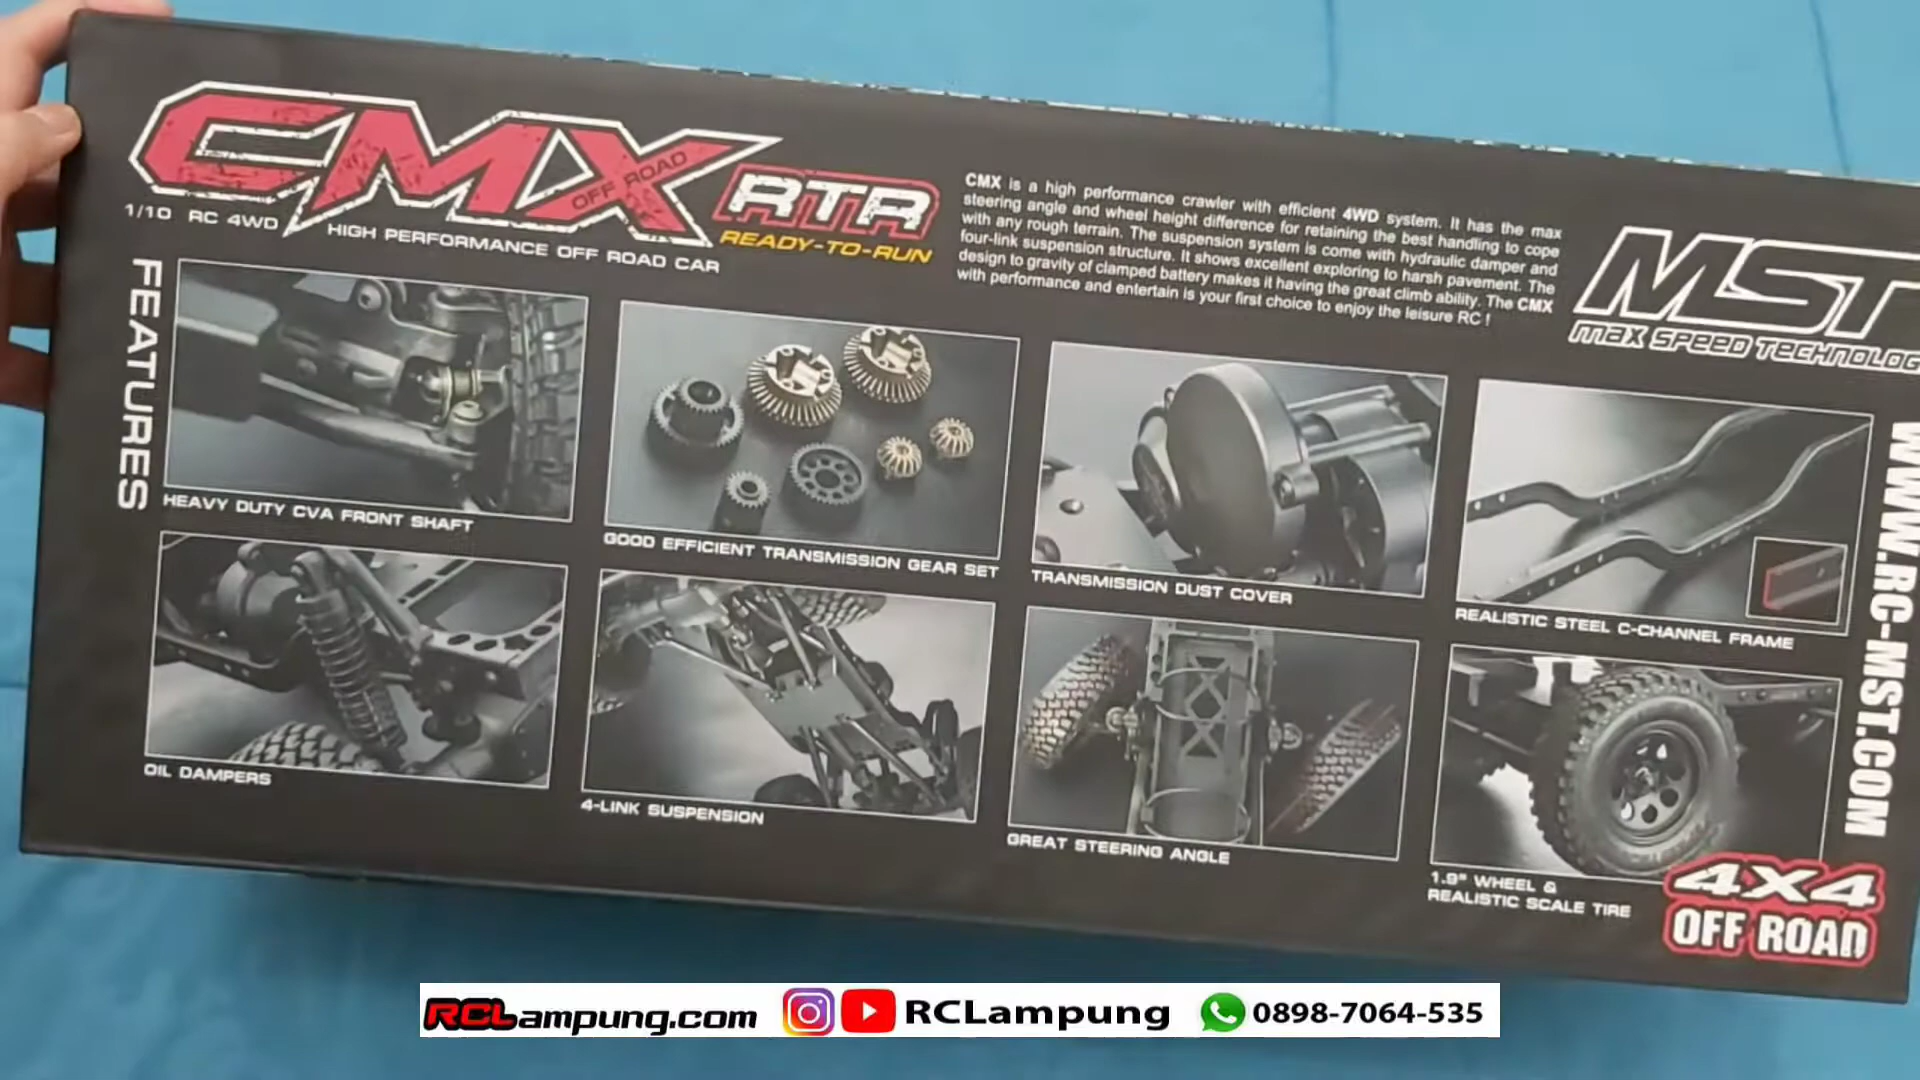 CMX
OFF ROAD
RTR
READY-TO-RUN
1/10 RC 4WD
HIGH PERFORMANCE OFF ROAD CAR
CMX is a high performance crawler with efficient 4WD system. It has the max
steering angle and wheel height difference for retaining the best handling to cope
with any rough terrain. The suspension system is come with hydraulic damper and
four-link suspension structure. It shows excellent exploring to harsh pavement. The
design to gravity of clamped battery makes it having the great climb ability. The CMX
with performance and entertain is your first choice to enjoy the leisure RC !
MST
MAX SPEED TECHNOLOG
FEATURES
HEAVY DUTY CVA FRONT SHAFT
GOOD EFFICIENT TRANSMISSION GEAR SET
TRANSMISSION DUST COVER
REALISTIC STEEL C-CHANNEL FRAME
WWW.RC-MST.COM
OIL DAMPERS
4-LINK SUSPENSION
GREAT STEERING ANGLE
1.9" WHEEL &
REALISTIC SCALE TIRE
4X4
OFF ROAD
RCLampung.com
RCLampung
0898-7064-535